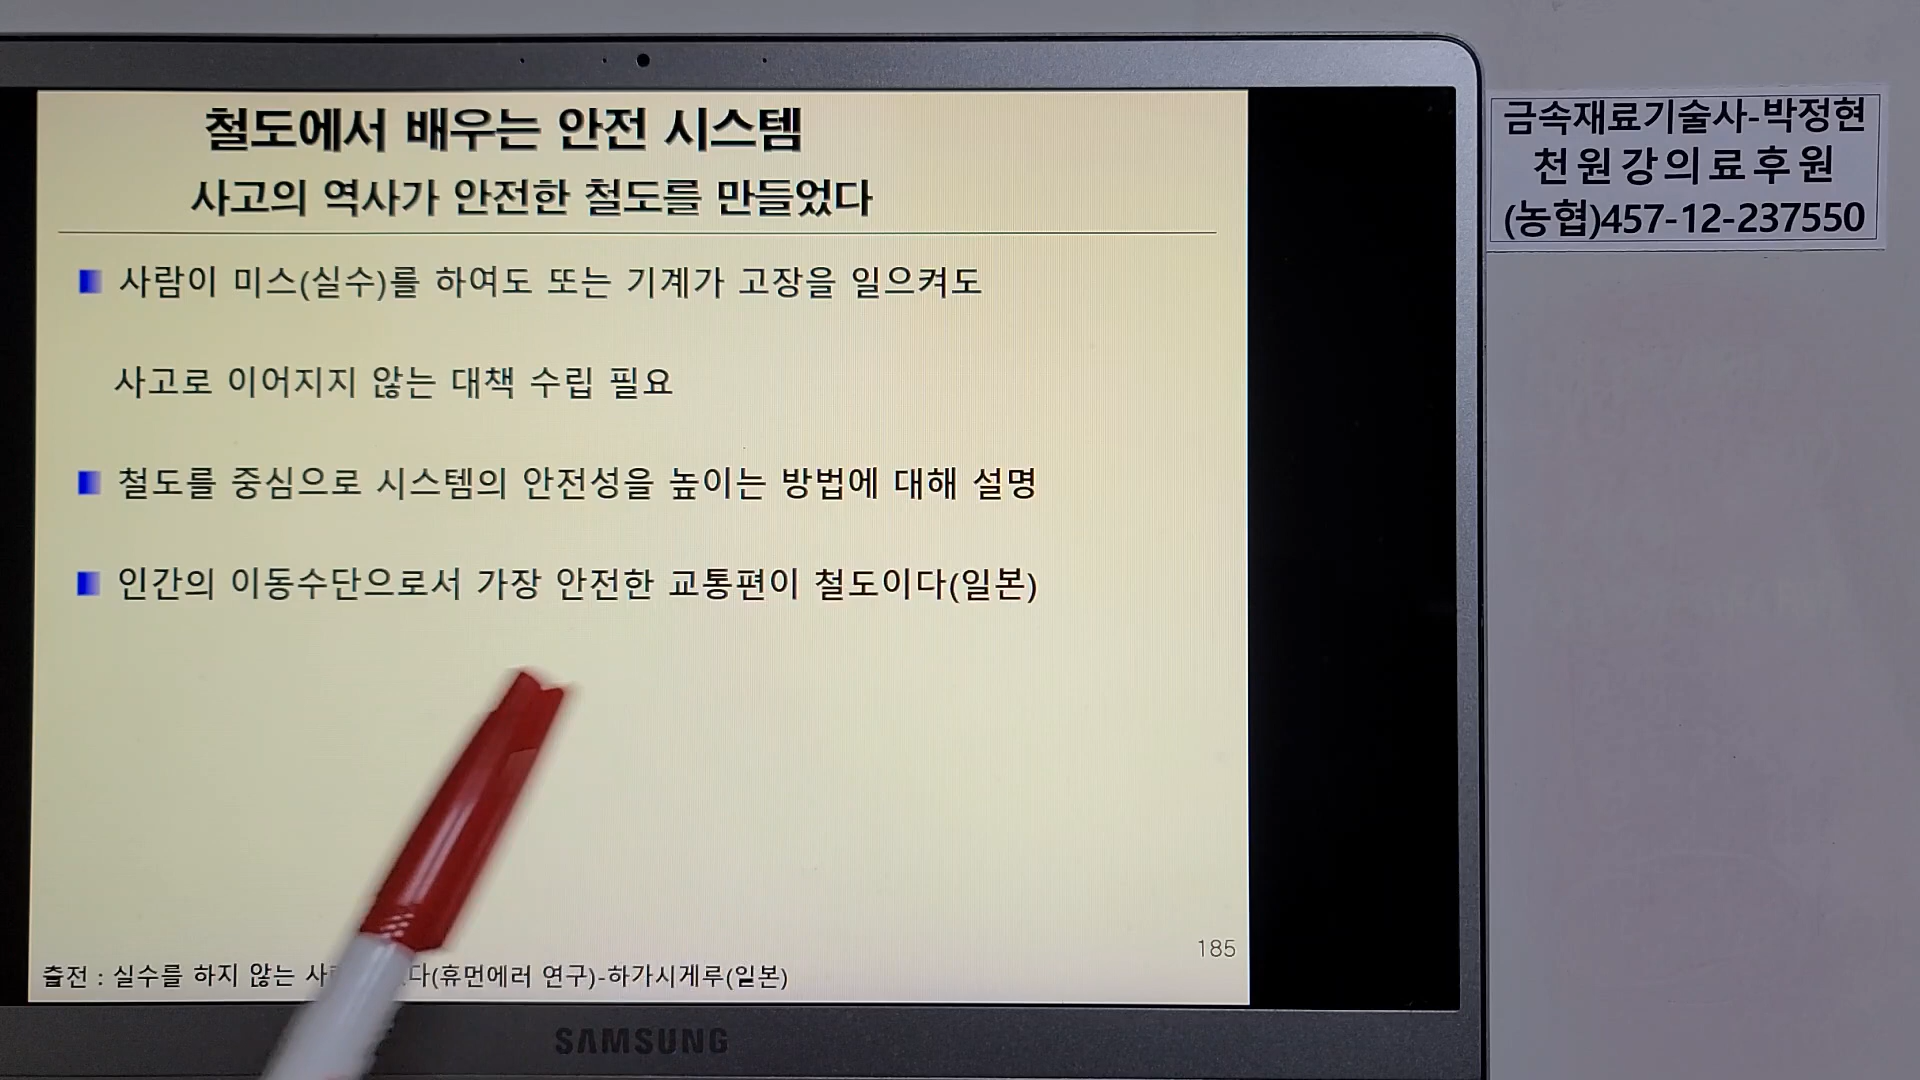 철도에서 배우는 안전 시스템
사고의 역사가 안전한 철도를 만들었다
사람이 미스(실수)를 하여도 또는 기계가 고장을 일으켜도
사고로 이어지지 않는 대책 수립 필요
철도를 중심으로 시스템의 안전성을 높이는 방법에 대해 설명
인간의 이동수단으로서 가장 안전한 교통편이 철도이다(일본)
185
출전 : 실수를 하지 않는 다(휴먼에러 연구)-하가시게루(일본)
SAMSUNG
금속재료기술사-박정현
천원강의료후원
(농협)457-12-237550